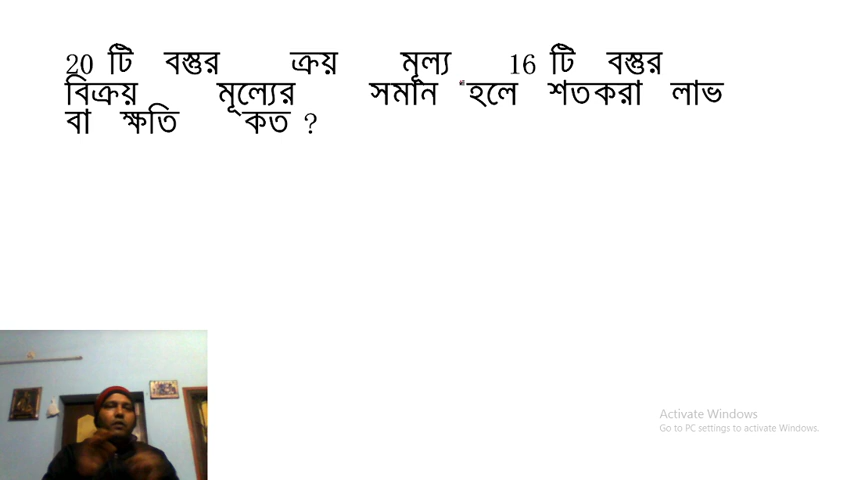 20 টি বস্তুর ক্রয় মূল্য 16 টি বস্তুর
বিক্রয় মূল্যের সমান হলে শতকরা লাভ
বা ক্ষতি কত ?
Activate Windows
Go to PC settings to activate Windows.